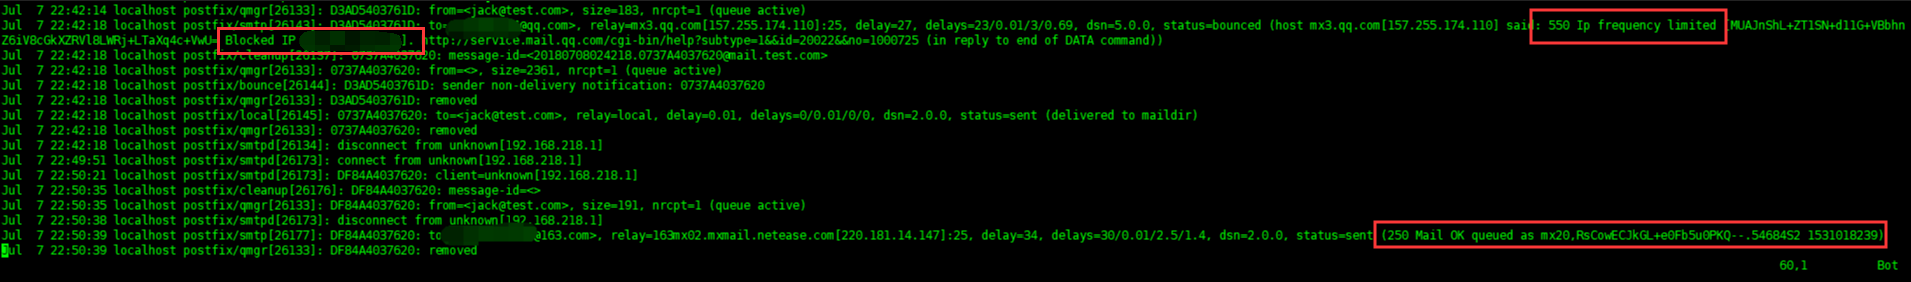 Jul  7 22:42:14 localhost postfix/qmgr[26133]: D3AD5403761D: from=<jack@test.com>, size=183, nrcpt=1 (queue active)
Jul  7 22:42:18 localhost postfix/smtp[26143]: D3AD5403761D: to=< @qq.com>, relay=mx3.qq.com[157.255.174.110]:25, delay=27, delays=23/0.01/3/0.69, dsn=5.0.0, status=bounced (host mx3.qq.com[157.255.174.110] said: 550 Ip frequency limited [MUAJnShL+ZT1SN+d11G+VBbhn
Z6iV8cGkXZRVl8LWRj+LTaXq4c+VwU= Blocked IP ]. http://service.mail.qq.com/cgi-bin/help?subtype=1&&id=20022&&no=1000725 (in reply to end of DATA command))
Jul  7 22:42:18 localhost postfix/cleanup[26137]: 0737A4037620: message-id=<20180708024218.0737A4037620@mail.test.com>
Jul  7 22:42:18 localhost postfix/qmgr[26133]: 0737A4037620: from=<>, size=2361, nrcpt=1 (queue active)
Jul  7 22:42:18 localhost postfix/bounce[26144]: D3AD5403761D: sender non-delivery notification: 0737A4037620
Jul  7 22:42:18 localhost postfix/qmgr[26133]: D3AD5403761D: removed
Jul  7 22:42:18 localhost postfix/local[26145]: 0737A4037620: to=<jack@test.com>, relay=local, delay=0.01, delays=0/0.01/0/0, dsn=2.0.0, status=sent (delivered to maildir)
Jul  7 22:42:18 localhost postfix/qmgr[26133]: 0737A4037620: removed
Jul  7 22:42:18 localhost postfix/smtpd[26134]: disconnect from unknown[192.168.218.1]
Jul  7 22:49:51 localhost postfix/smtpd[26173]: connect from unknown[192.168.218.1]
Jul  7 22:50:21 localhost postfix/smtpd[26173]: DF84A4037620: client=unknown[192.168.218.1]
Jul  7 22:50:35 localhost postfix/cleanup[26176]: DF84A4037620: message-id=<>
Jul  7 22:50:35 localhost postfix/qmgr[26133]: DF84A4037620: from=<jack@test.com>, size=191, nrcpt=1 (queue active)
Jul  7 22:50:38 localhost postfix/smtpd[26173]: disconnect from unknown[192.168.218.1]
Jul  7 22:50:39 localhost postfix/smtp[26177]: DF84A4037620: to @163.com>, relay=163mx02.mxmail.netease.com[220.181.14.147]:25, delay=34, delays=30/0.01/2.5/1.4, dsn=2.0.0, status=sent (250 Mail OK queued as mx20,RsCowECJkGL+e0Fb5u0PKQ--.54684S2 1531018239)
Jul  7 22:50:39 localhost postfix/qmgr[26133]: DF84A4037620: removed
60,1 Bot